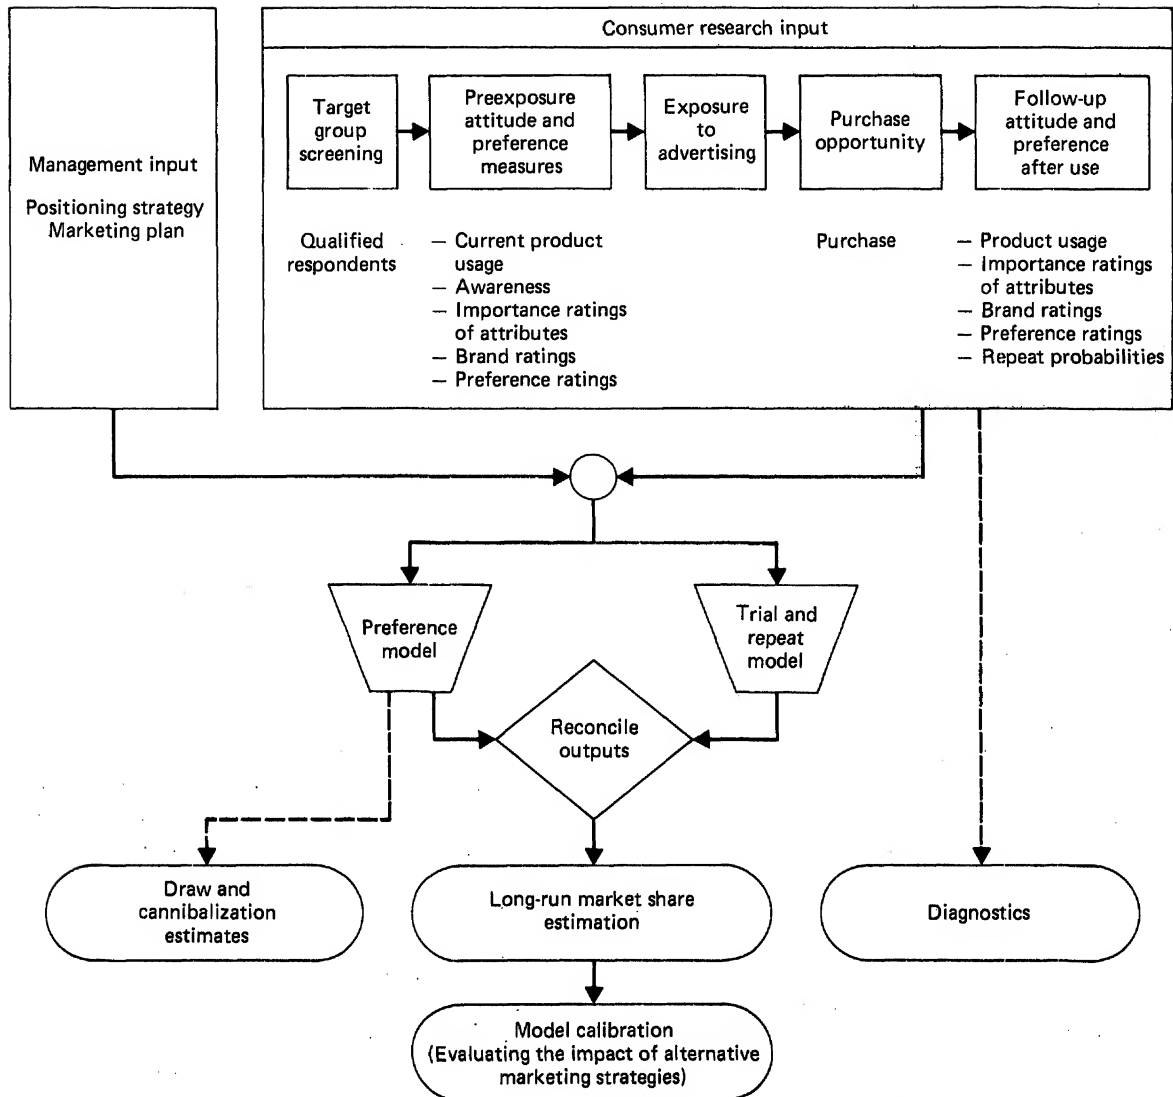 Management input
Positioning strategy
Marketing plan
Consumer research input
Target
group
screening
Preexposure
attitude and
preference
measures
Exposure
to
advertising
Purchase
opportunity
Follow-up
attitude and
preference
after use
Qualified
respondents
— Current product
usage
— Awareness
— Importance ratings
of attributes
— Brand ratings
— Preference ratings
Purchase
— Product usage
— Importance ratings
of attributes
— Brand ratings
— Preference ratings
— Repeat probabilities
Preference
model
Trial and
repeat
model
Reconcile
outputs
Draw and
cannibalization
estimates
Long-run market share
estimation
Diagnostics
Model calibration
(Evaluating the impact of alternative
marketing strategies)